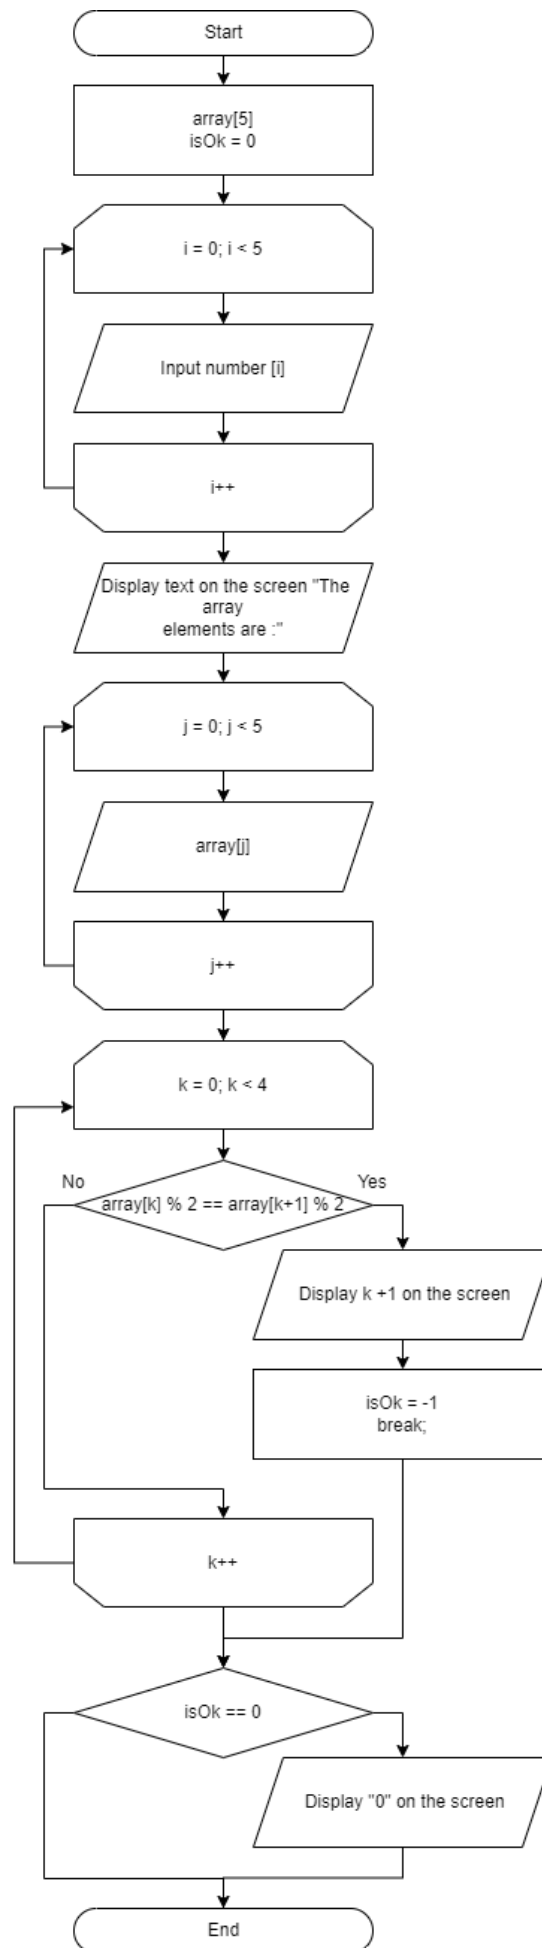 Start
array[5]
isOk = 0
i = 0; i < 5
Input number [i]
i++
Display text on the screen "The
array
elements are :"
j = 0; j < 5
array[j]
j++
k = 0; k < 4
No
Yes
array[k] % 2 == array[k+1] % 2
Display k +1 on the screen
isOk = -1
break;
k++
isOk == 0
Display "0" on the screen
End